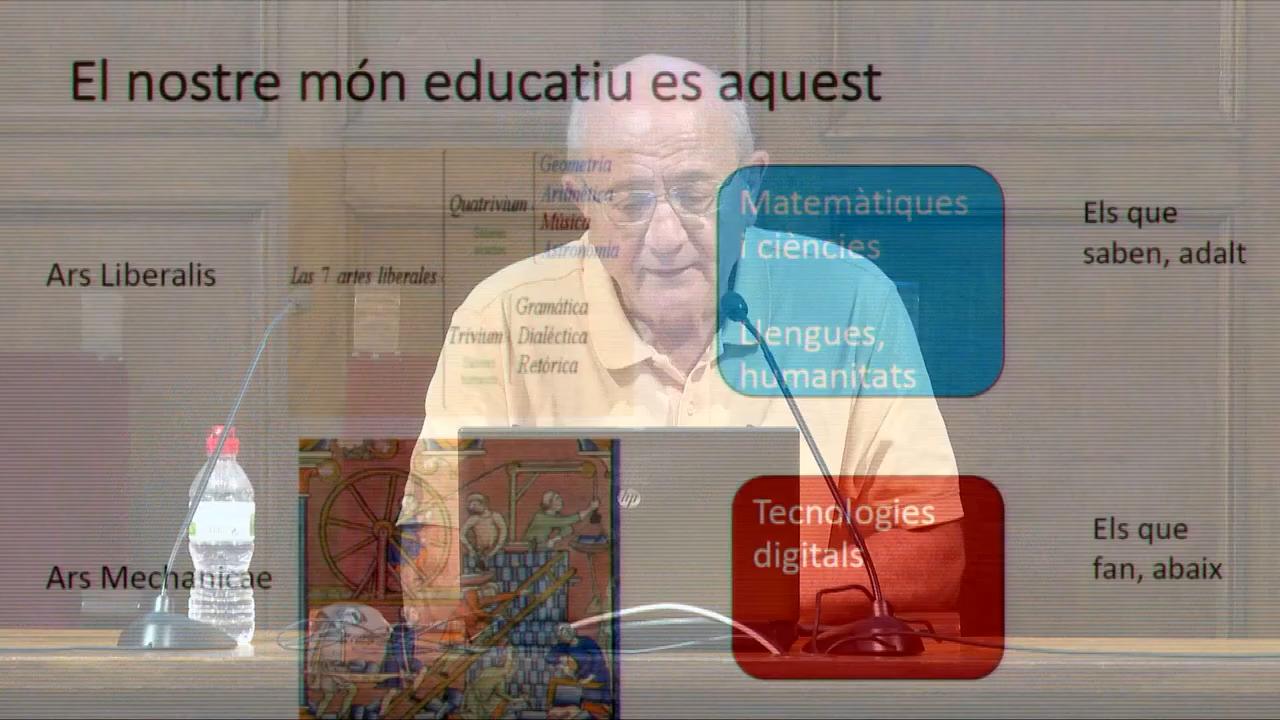 El nostre món educatiu es aquest
Geometría
Quatrivium
Aritmética
Música
Astronomía
Ars Liberalis
Las 7 artes liberales
Gramática
Trivium
Dialéctica
Retórica
Matemàtiques
i ciències
Llengues,
humanitats
Els que
saben, adalt
Ars Mechanicae
hp
Tecnologies
digitals
Els que
fan, abaix